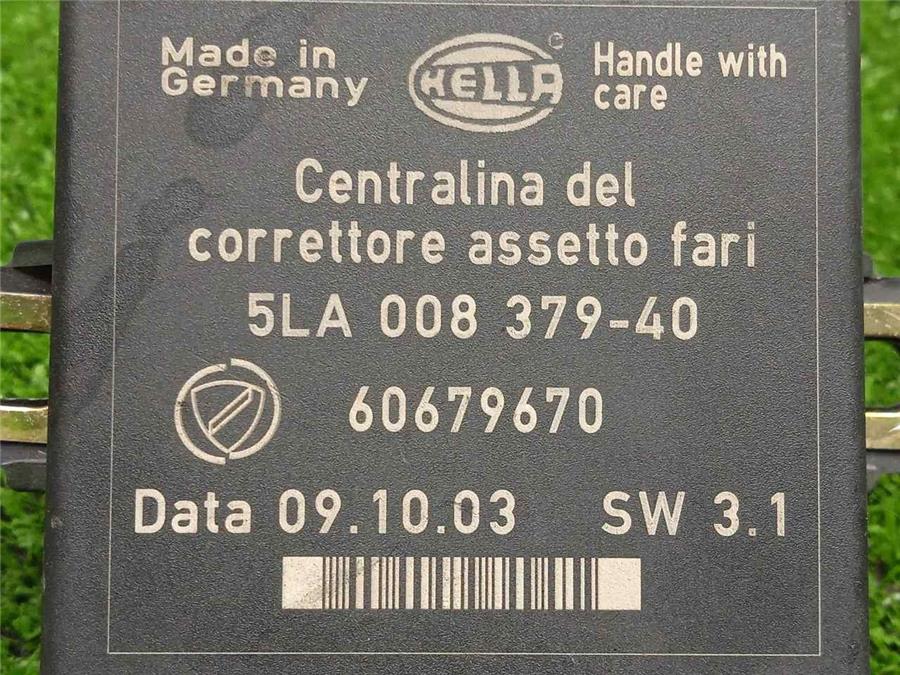 Made in
Germany
HELLA
Handle with
care
Centralina del
correttore assetto fari
5LA 008 379-40
60679670
Data 09.10.03 SW 3.1